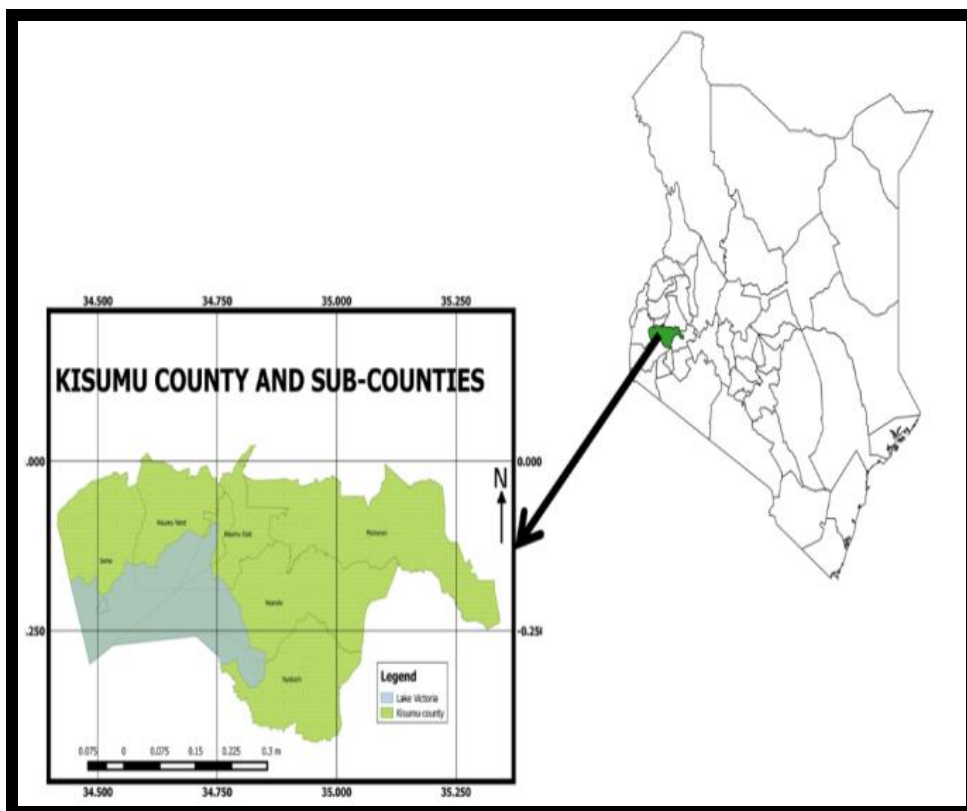 34.500 34.750 35.000 35.250
KISUMU COUNTY AND SUB-COUNTIES
.000 0.000
N
Kisumu West
Kisumu East
Muhoroni
Seme
Nyando
.250 -0.25
Nyakach
Legend
Lake Victoria
Kisumu county
0.075 0 0.075 0.15 0.225 0.3 m
34.500 34.750 35.000 35.250